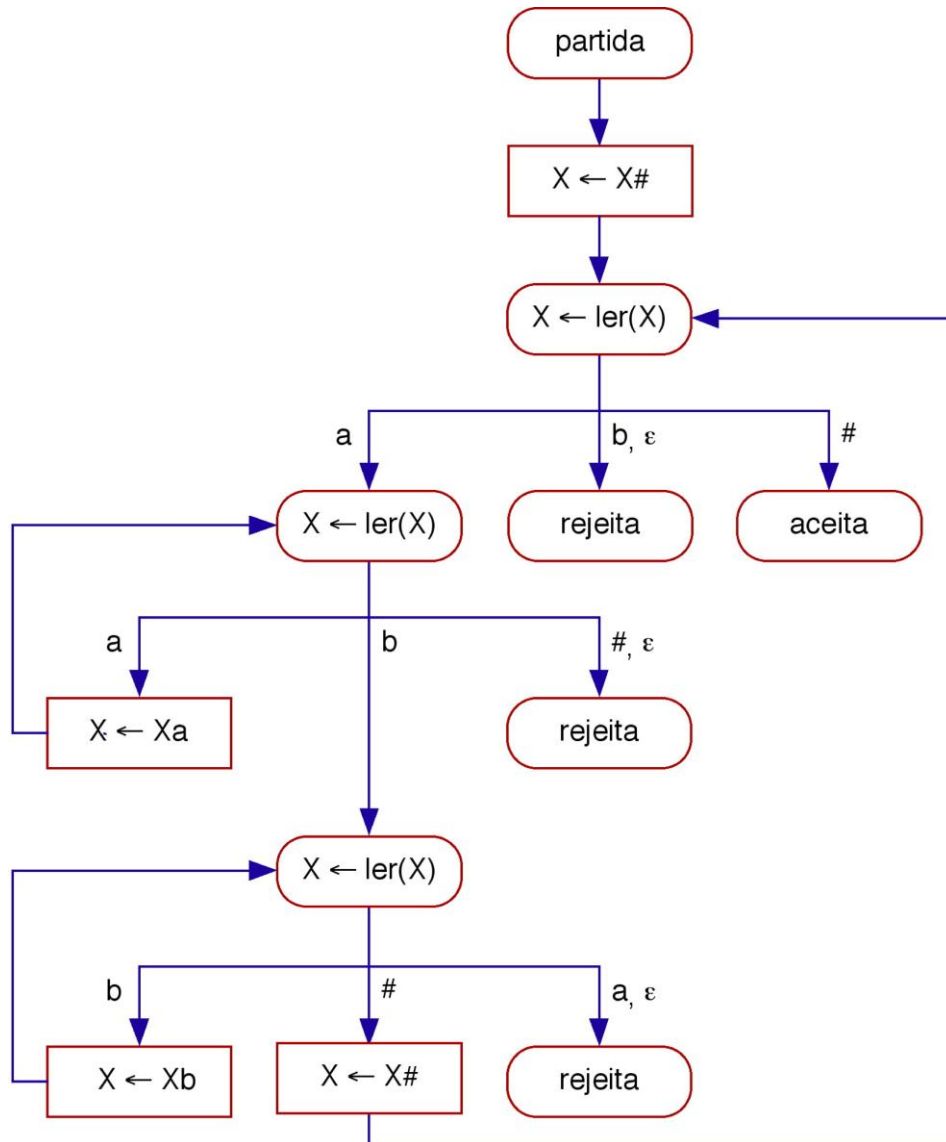 partida
X ← X#
X ← ler(X)
a
b, ε
#
X ← ler(X)
rejeita
aceita
a
b
#, ε
X ← Xa
rejeita
X ← ler(X)
b
#
a, ε
X ← Xb
X ← X#
rejeita